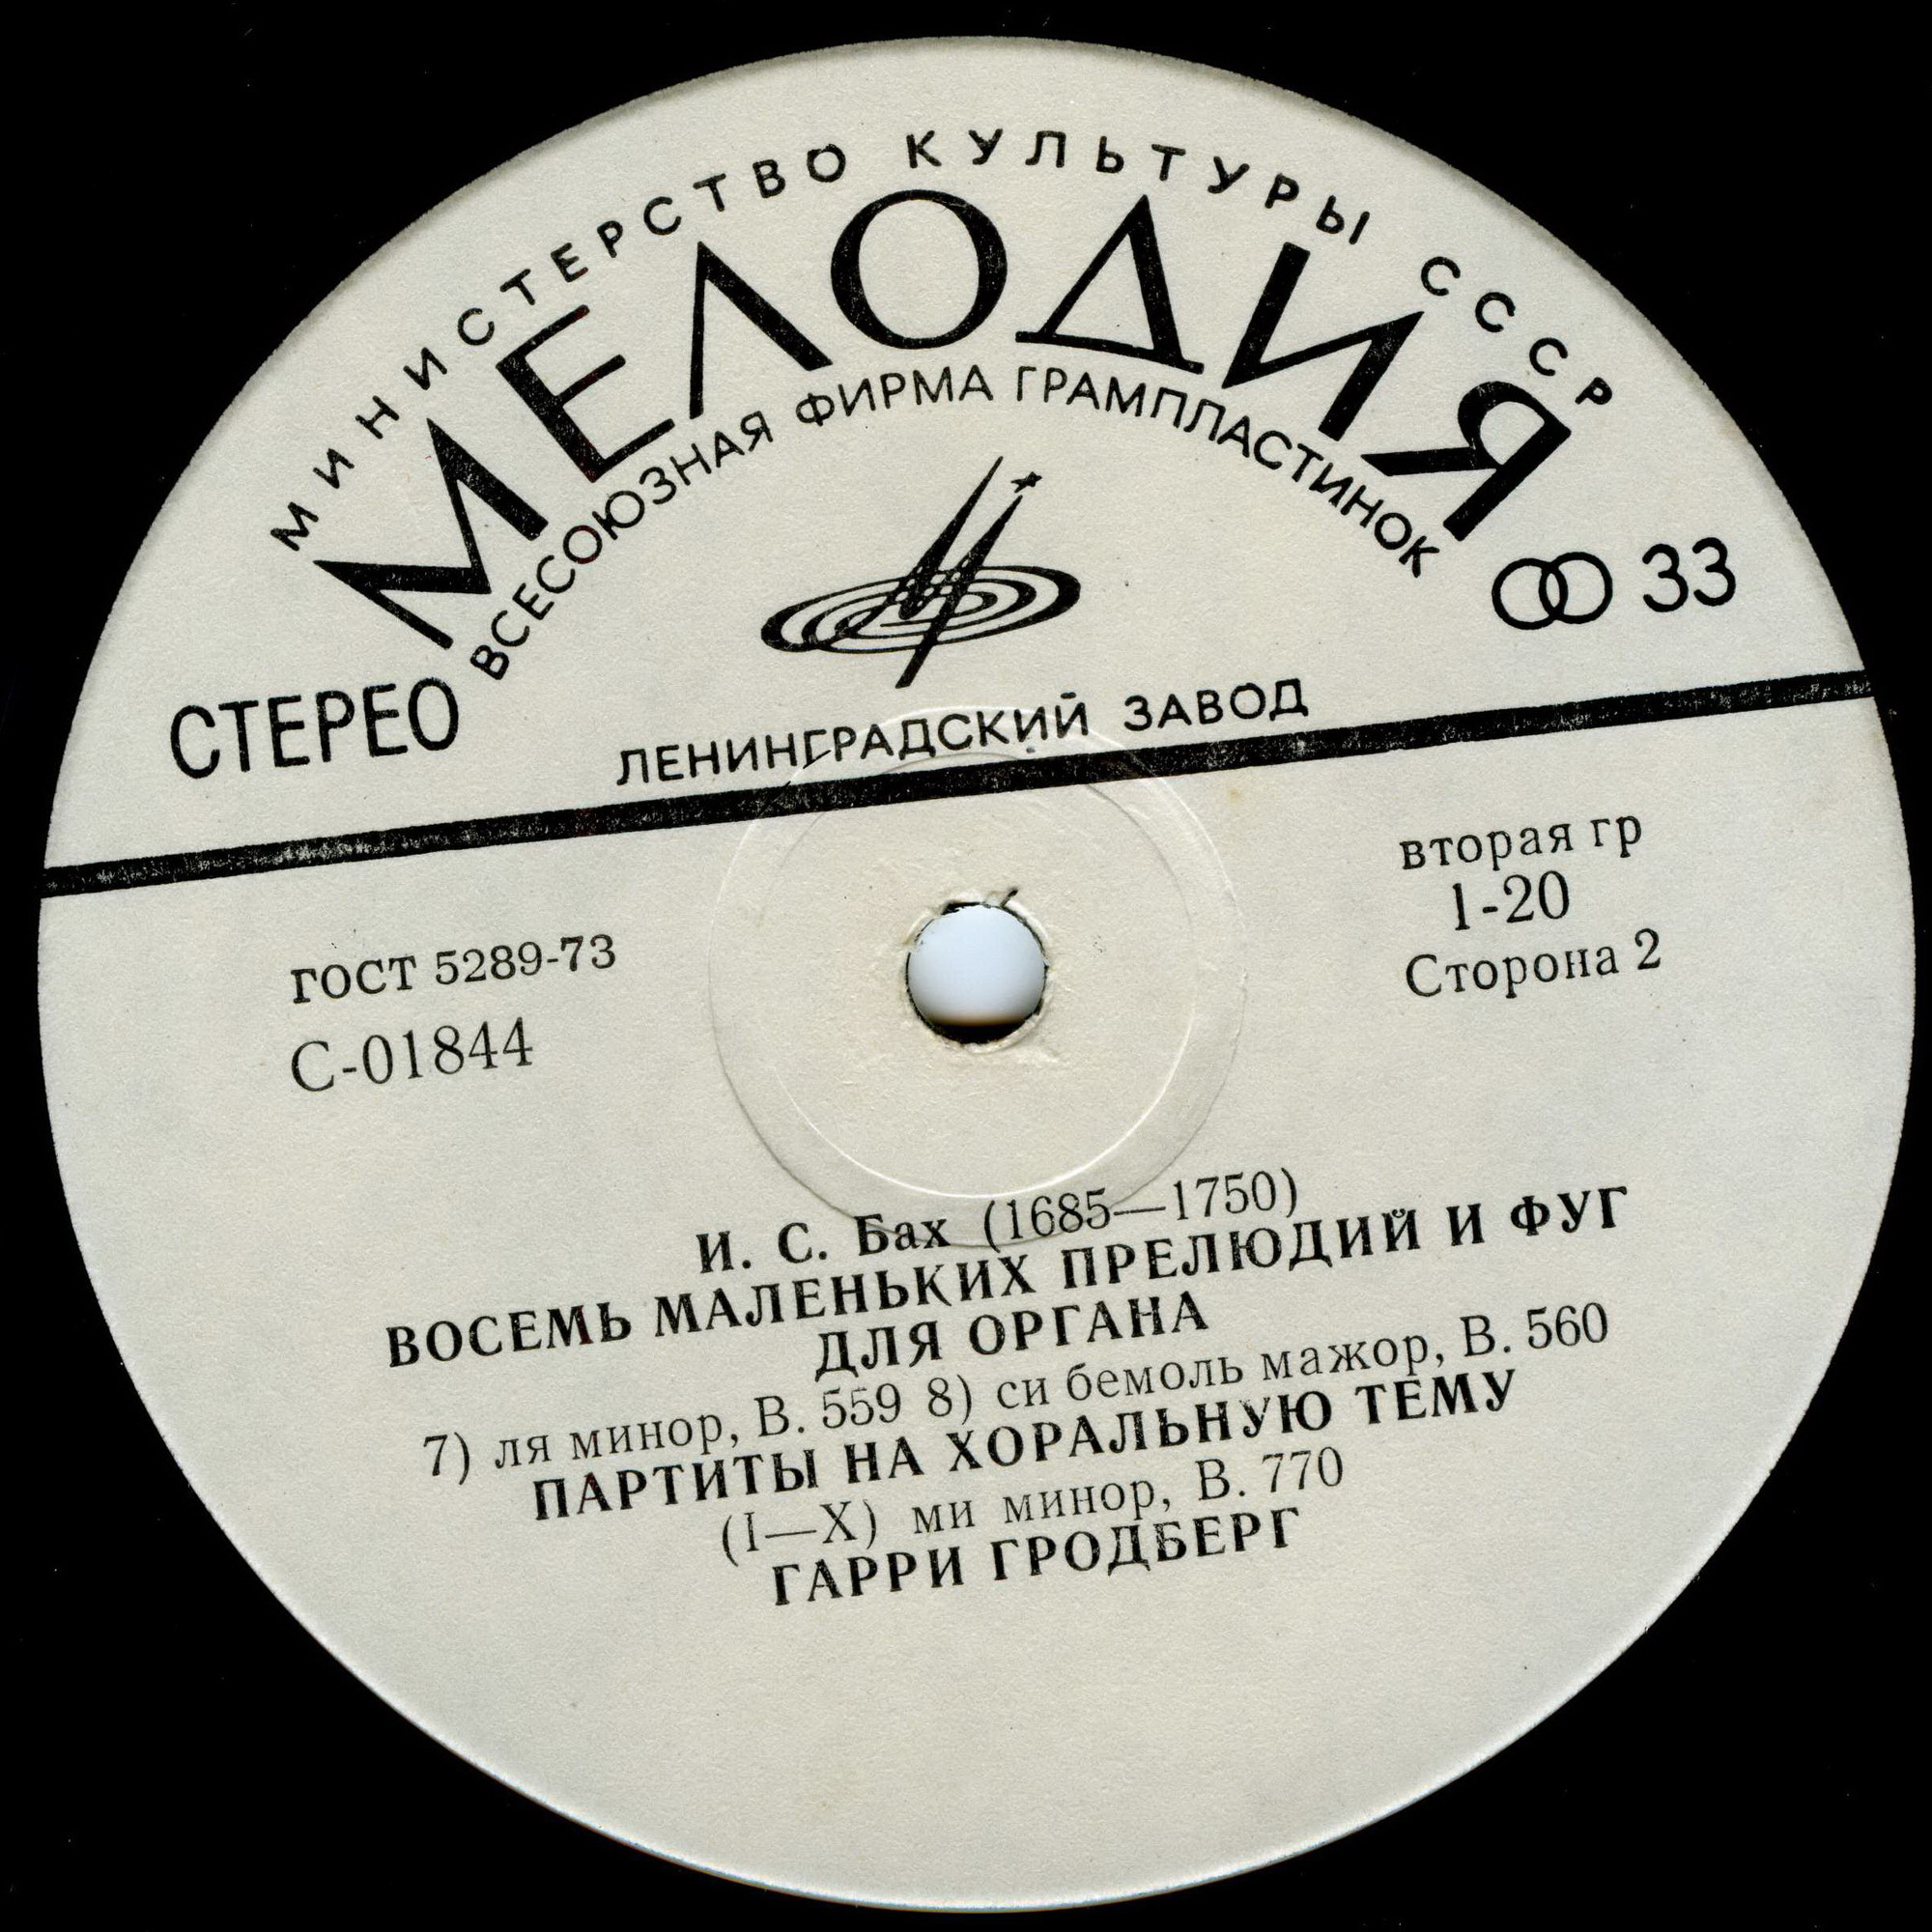 МИНИСТЕРСТВО КУЛЬТУРЫ СССР
МЕЛОДИЯ
ВСЕСОЮЗНАЯ ФИРМА ГРАМПЛАСТИНОК
33
СТЕРЕО
ЛЕНИНГРАДСКИЙ ЗАВОД
вторая гр
1-20
Сторона 2
ГОСТ 5289-73
С-01844
И. С. Бах (1685—1750)
ВОСЕМЬ МАЛЕНЬКИХ ПРЕЛЮДИЙ И ФУГ
ДЛЯ ОРГАНА
7) ля минор, В. 559 8) си бемоль мажор, В. 560
ПАРТИТЫ НА ХОРАЛЬНУЮ ТЕМУ
(I—X) ми минор, В. 770
ГАРРИ ГРОДБЕРГ